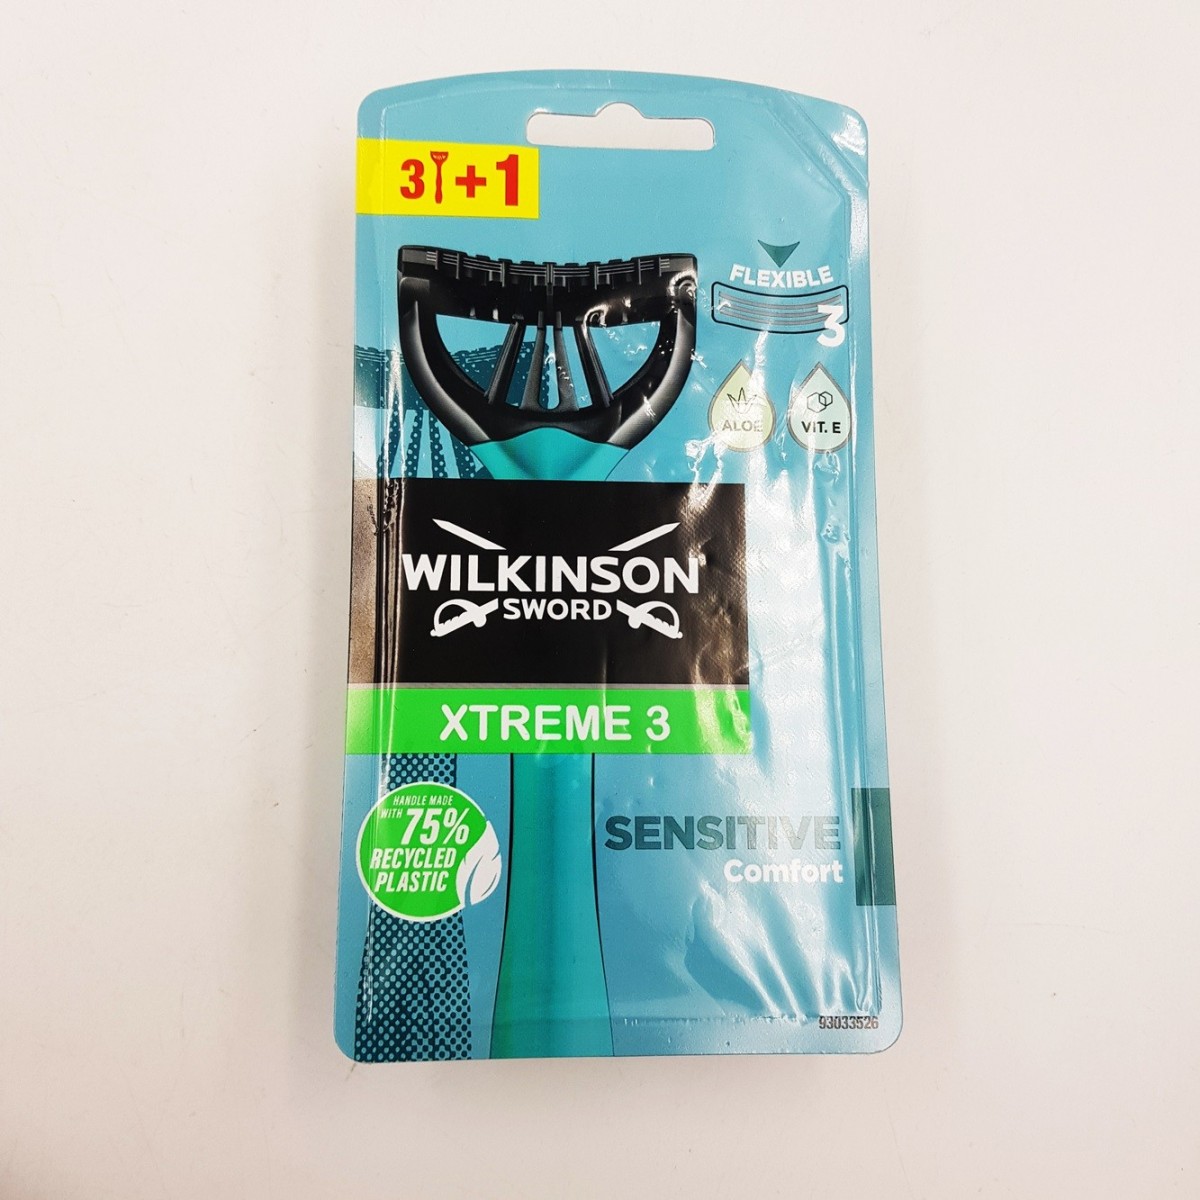 3 +1
FLEXIBLE
3
ALOE
VIT. E
WILKINSON
SWORD
XTREME 3
HANDLE MADE
WITH 75%
RECYCLED
PLASTIC
SENSITIVE
Comfort
93033526